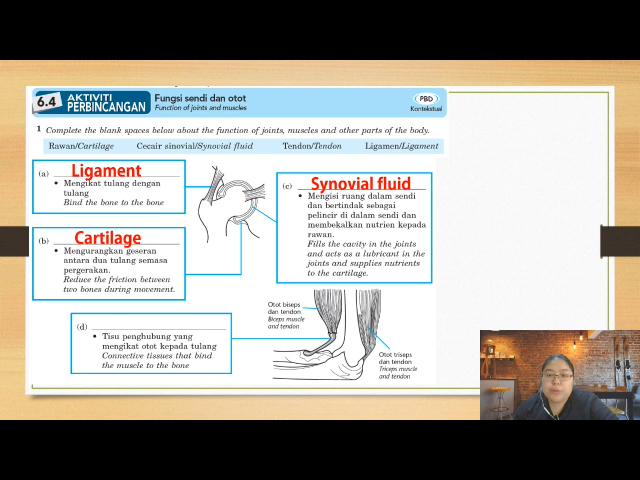 6.4 AKTIVITI PERBINCANGAN
Fungsi sendi dan otot
Function of joints and muscles
PBD
Kontekstual
1 Complete the blank spaces below about the function of joints, muscles and other parts of the body.
Rawan/Cartilage Cecair sinovial/Synovial fluid Tendon/Tendon Ligamen/Ligament
(a) Ligament
• Mengikat tulang dengan
tulang
Bind the bone to the bone
(b) Cartilage
• Mengurangkan geseran
antara dua tulang semasa
pergerakan.
Reduce the friction between
two bones during movement.
(c) Synovial fluid
• Mengisi ruang dalam sendi
dan bertindak sebagai
pelincir di dalam sendi dan
membekalkan nutrien kepada
rawan.
Fills the cavity in the joints
and acts as a lubricant in the
joints and supplies nutrients
to the cartilage.
(d)
• Tisu penghubung yang
mengikat otot kepada tulang
Connective tissues that bind
the muscle to the bone
Otot biseps
dan tendon
Biceps muscle
and tendon
Otot triseps
dan tendon
Triceps muscle
and tendon